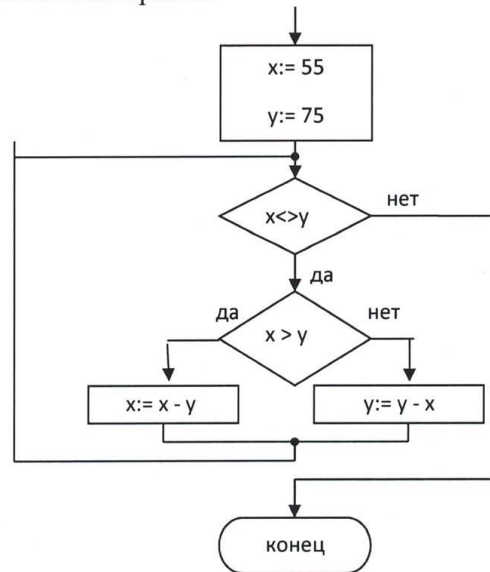 x:= 55
y:= 75
x<>y
нет
да
x > y
да
нет
x:= x - y
y:= y - x
конец